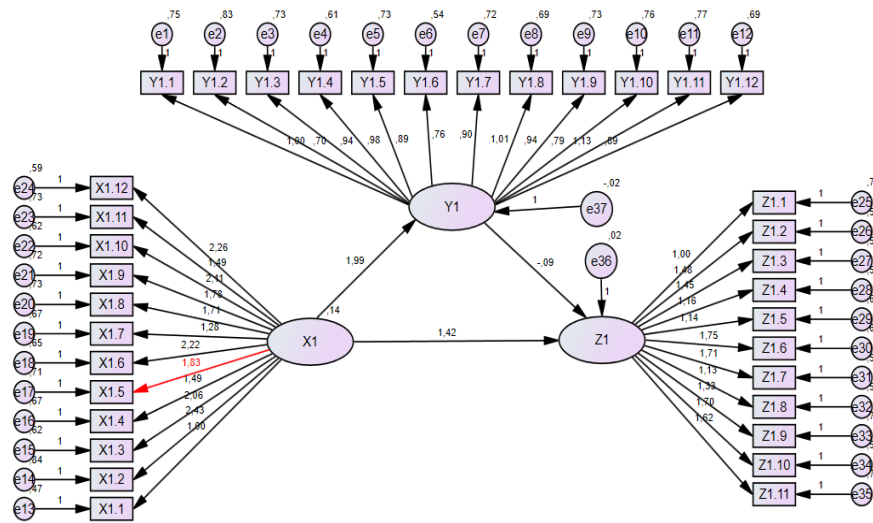 ,75 ,83 ,73 ,61 ,73 ,54 ,72 ,69 ,73 ,76 ,77 ,69
e1 e2 e3 e4 e5 e6 e7 e8 e9 e10 e11 e12
1 1 1 1 1 1 1 1 1 1 1 1
Y1.1 Y1.2 Y1.3 Y1.4 Y1.5 Y1.6 Y1.7 Y1.8 Y1.9 Y1.10 Y1.11 Y1.12
1,00 ,70 ,94 ,98 ,89 ,76 ,90 1,01 ,94 ,79 1,13 ,89
Y1
1
e37
-,02
1,99
-,09
,02
e36
1
,14
X1
1,42
Z1
,59
e24 1 X1.12 2,26
,73
e23 1 X1.11 1,49
,62
e22 1 X1.10 2,11
,72
e21 1 X1.9 1,78
,73
e20 1 X1.8 1,71
,67
e19 1 X1.7 1,28
,65
e18 1 X1.6 2,22
,71
e17 1 X1.5 1,83
,67
e16 1 X1.4 1,49
,62
e15 1 X1.3 2,06
,84
e14 1 X1.2 2,43
,47
e13 1 X1.1 1,00
1,00 Z1.1 1 e25
1,48 Z1.2 1 e26
1,45 Z1.3 1 e27
1,16 Z1.4 1 e28
1,14 Z1.5 1 e29
1,75 Z1.6 1 e30
1,71 Z1.7 1 e31
1,13 Z1.8 1 e32
1,33 Z1.9 1 e33
1,70 Z1.10 1 e34
1,62 Z1.11 1 e35